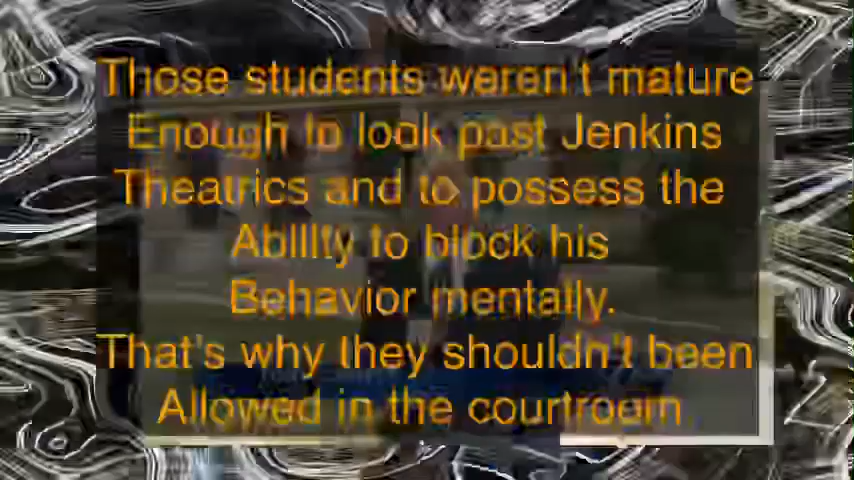 Those students weren't mature
Enough to look past Jenkins
Theatrics and to possess the
Ability to block his
Behavior mentally.
That's why they shouldn't been
Allowed in the courtroom